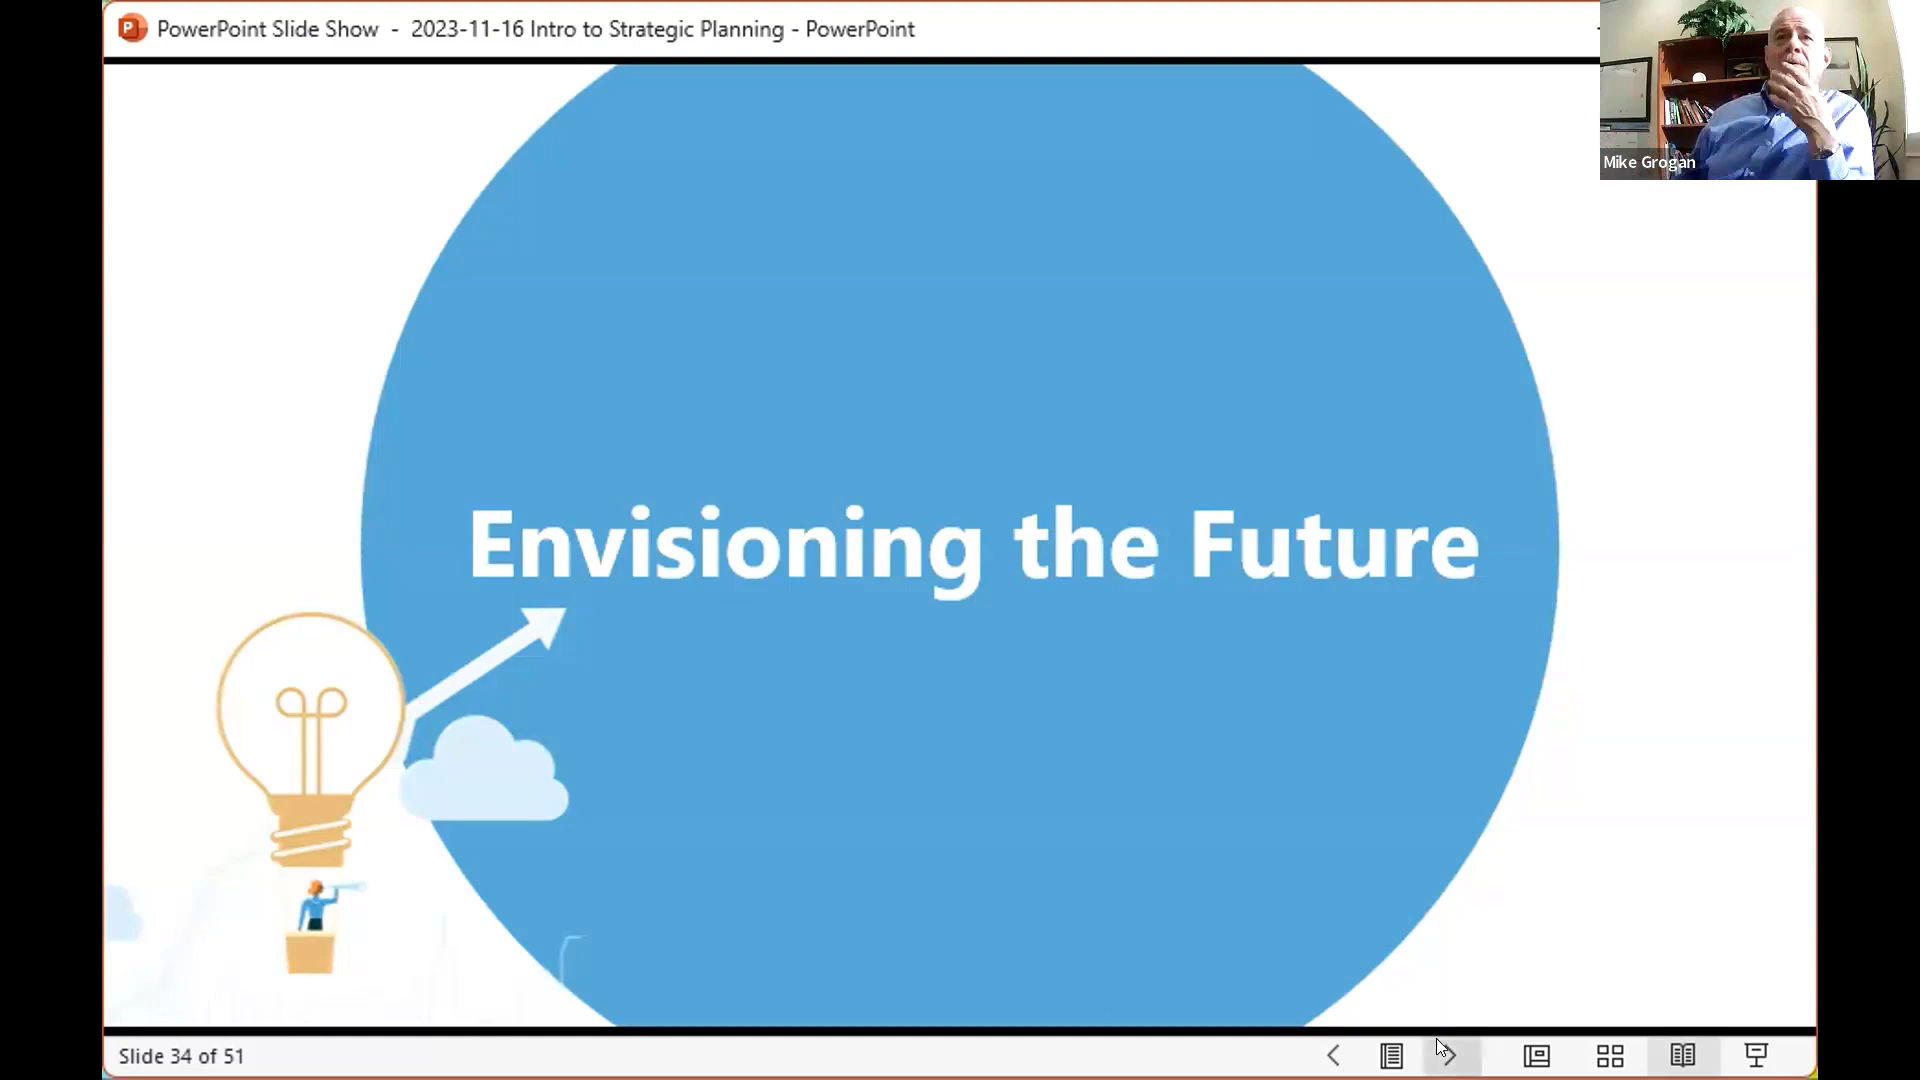 PowerPoint Slide Show - 2023-11-16 Intro to Strategic Planning - PowerPoint
Mike Grogan
Envisioning the Future
Slide 34 of 51